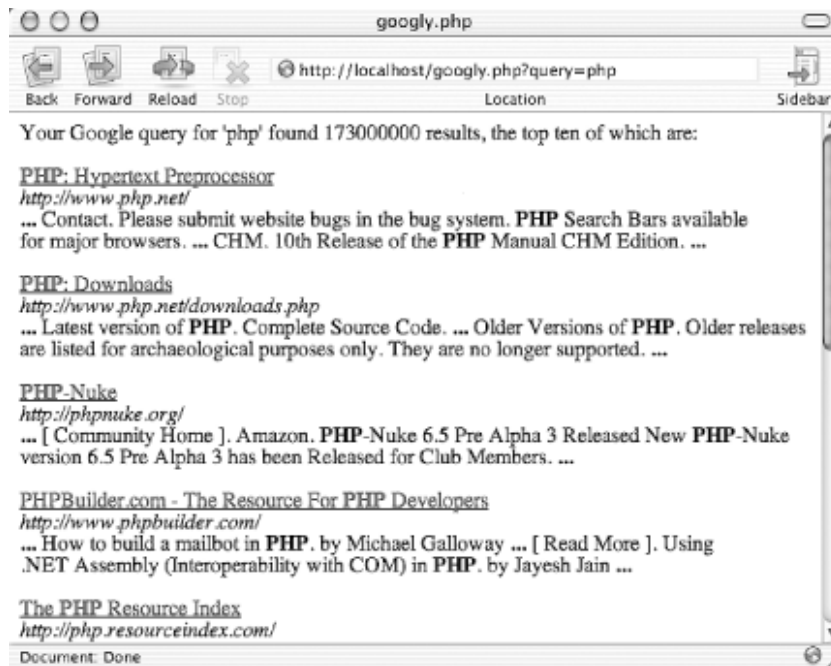 googly.php
http://localhost/googly.php?query=php
Back Forward Reload Stop Location Sidebar
Your Google query for 'php' found 173000000 results, the top ten of which are:
PHP: Hypertext Preprocessor
http://www.php.net/
... Contact. Please submit website bugs in the bug system. PHP Search Bars available
for major browsers. ... CHM. 10th Release of the PHP Manual CHM Edition. ...
PHP: Downloads
http://www.php.net/downloads.php
... Latest version of PHP. Complete Source Code. ... Older Versions of PHP. Older releases
are listed for archaeological purposes only. They are no longer supported. ...
PHP-Nuke
http://phpnuke.org/
... [ Community Home ]. Amazon. PHP-Nuke 6.5 Pre Alpha 3 Released New PHP-Nuke
version 6.5 Pre Alpha 3 has been Released for Club Members. ...
PHPBuilder.com - The Resource For PHP Developers
http://www.phpbuilder.com/
... How to build a mailbot in PHP. by Michael Galloway ... [ Read More ]. Using
.NET Assembly (Interoperability with COM) in PHP. by Jayesh Jain ...
The PHP Resource Index
http://php.resourceindex.com/
Document: Done